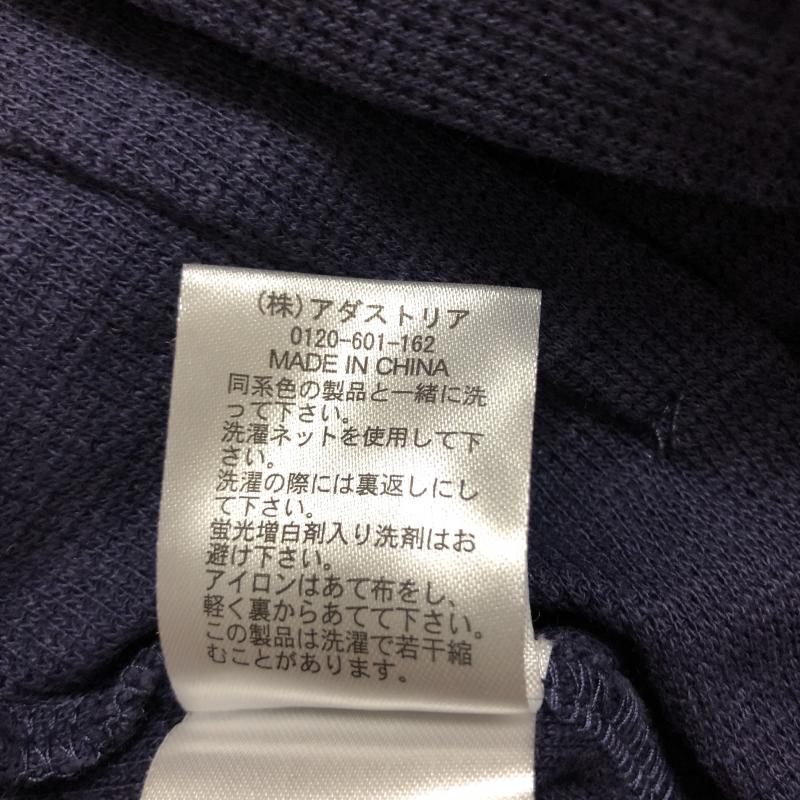 (株)アダストリア
0120-601-162
MADE IN CHINA
同系色の製品と一緒に洗
って下さい。
洗濯ネットを使用して下
さい。
洗濯の際には裏返しにし
て下さい。
蛍光増白剤入り洗剤はお
避け下さい。
アイロンはあて布をし、
軽く裏からあてて下さい。
この製品は洗濯で若干縮
むことがあります。